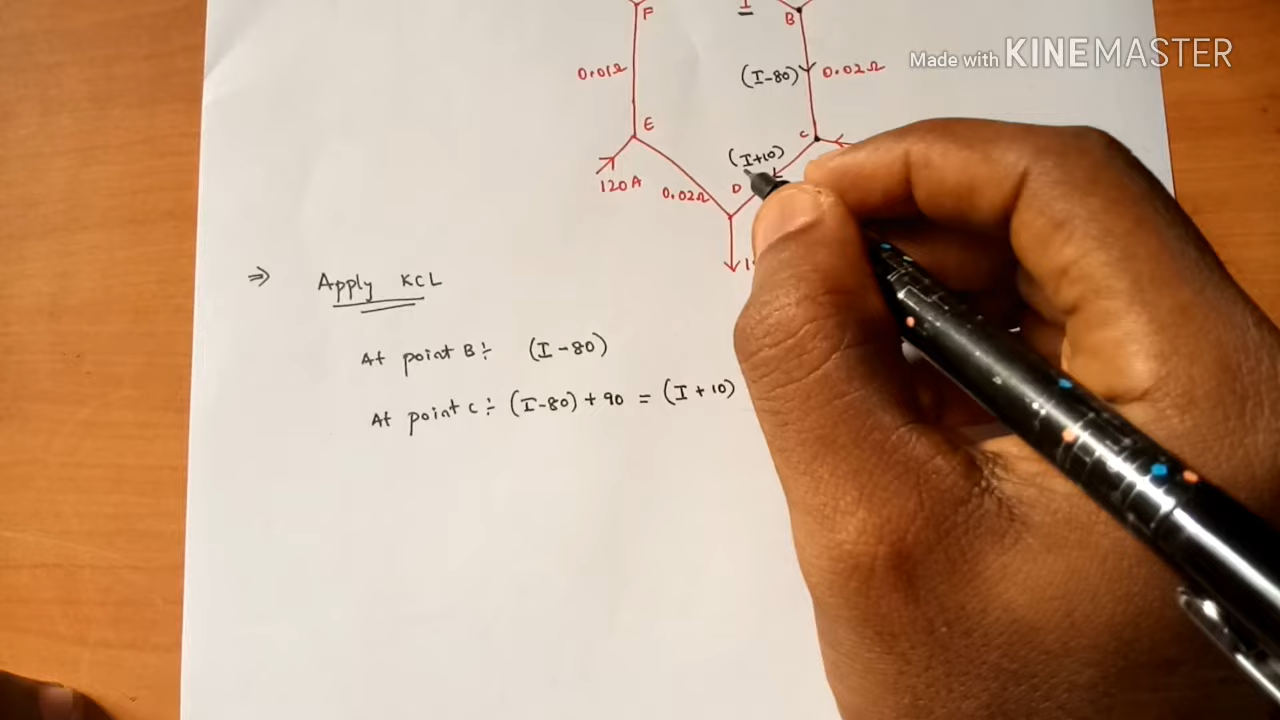 I
F
B
Made with KINEMASTER
0.01Ω
(I-80)
0.02Ω
E
C
(I+10)
120A
0.02Ω
D
⇒ Apply KCL
At point B ÷ (I - 80)
At point C ÷ (I-80) + 90 = (I + 10)